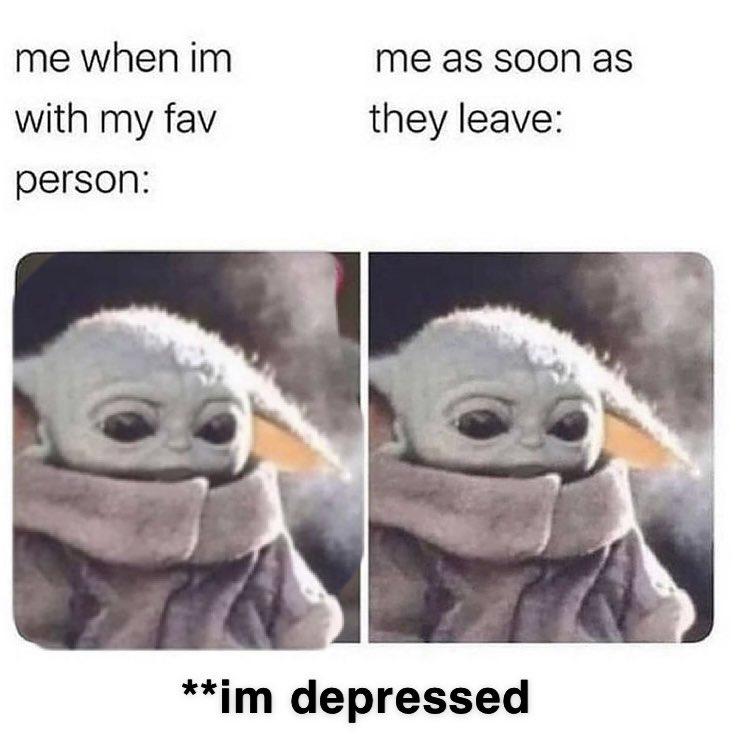 me when im
with my fav
person:
me as soon as
they leave:
**im depressed